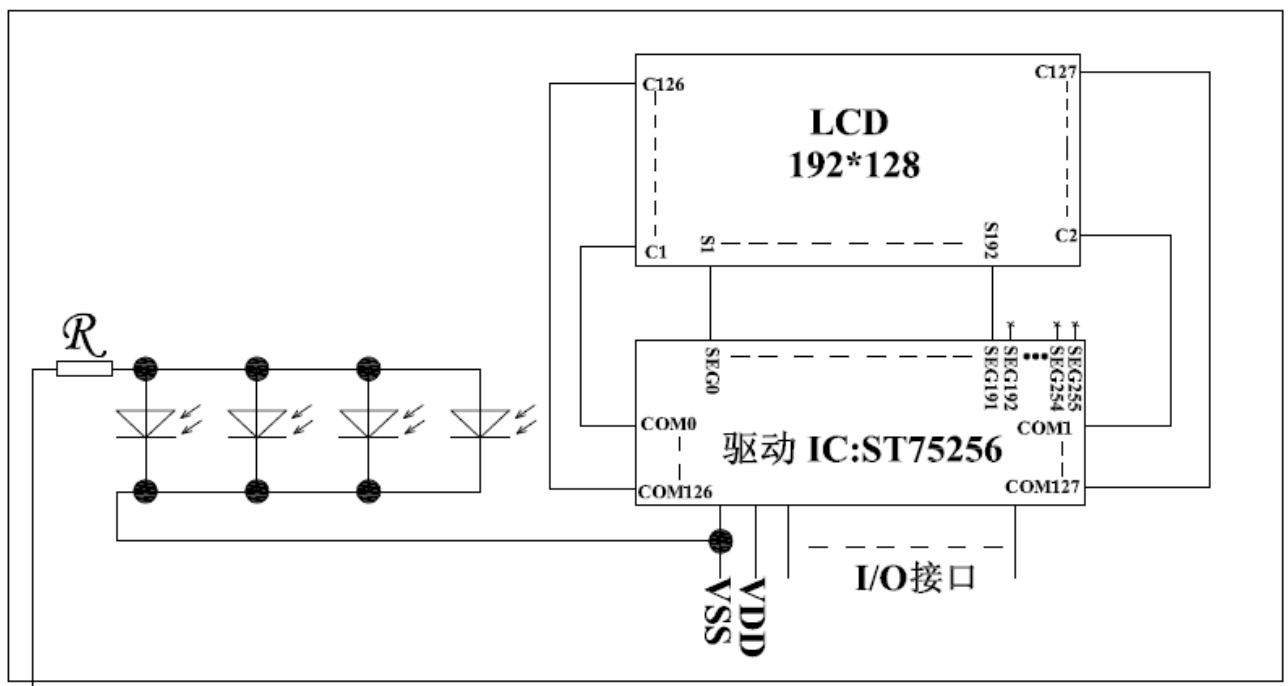 C126
C127
LCD
192*128
C1
S1
S192
C2
R
SEG0
SEG191
SEG192
SEG254
SEG255
COM0
COM1
驱动 IC:ST75256
COM126
COM127
VSS
VDD
I/O接口